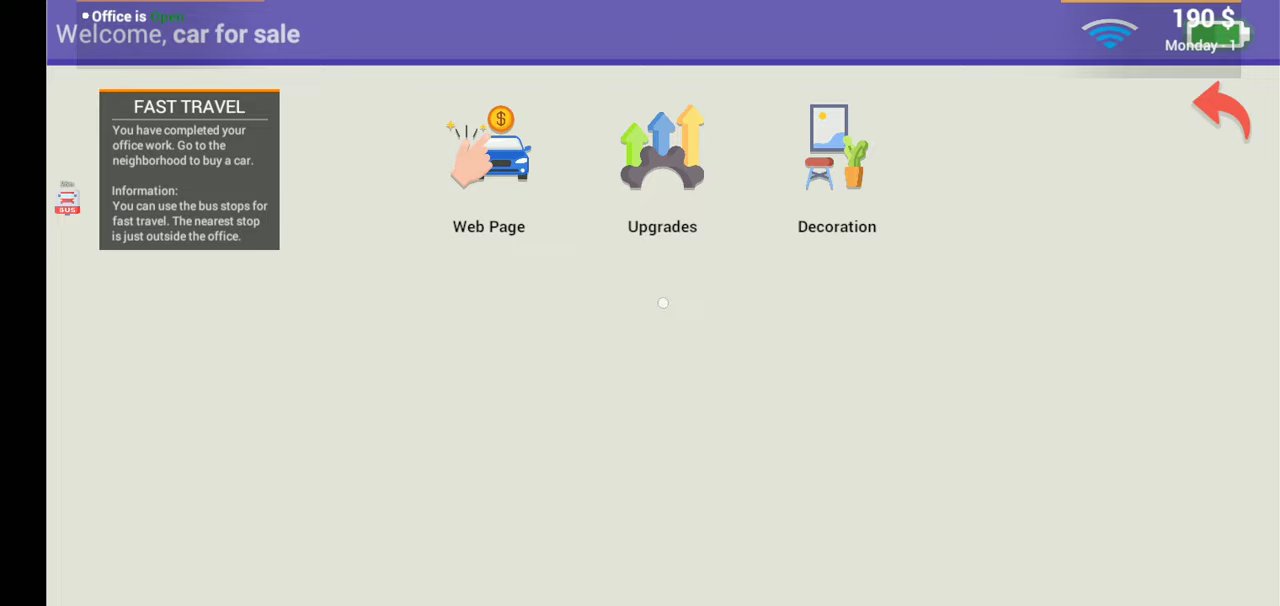 Office is Open
Welcome, car for sale
190 $
Monday - 1
FAST TRAVEL
You have completed your
office work. Go to the
neighborhood to buy a car.
Information:
You can use the bus stops for
fast travel. The nearest stop
is just outside the office.
BUS
$
Web Page
Upgrades
Decoration